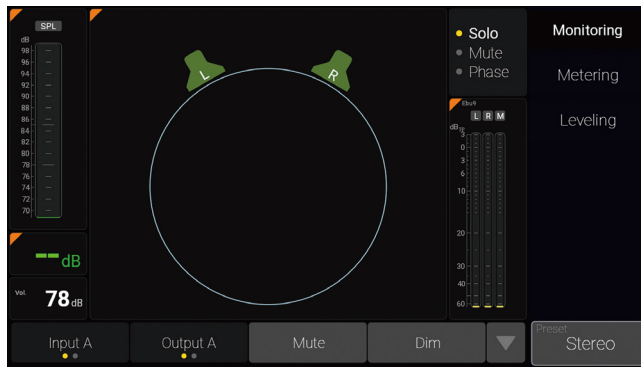 SPL
dB
98
96
94
92
90
88
86
84
82
80
78
76
74
72
70
dB
Vol.
78 dB
L
R
Solo
Mute
Phase
Ebu9
L R M
dB
3
0
3
6
10
20
30
40
60
Monitoring
Metering
Leveling
Input A
Output A
Mute
Dim
Preset
Stereo